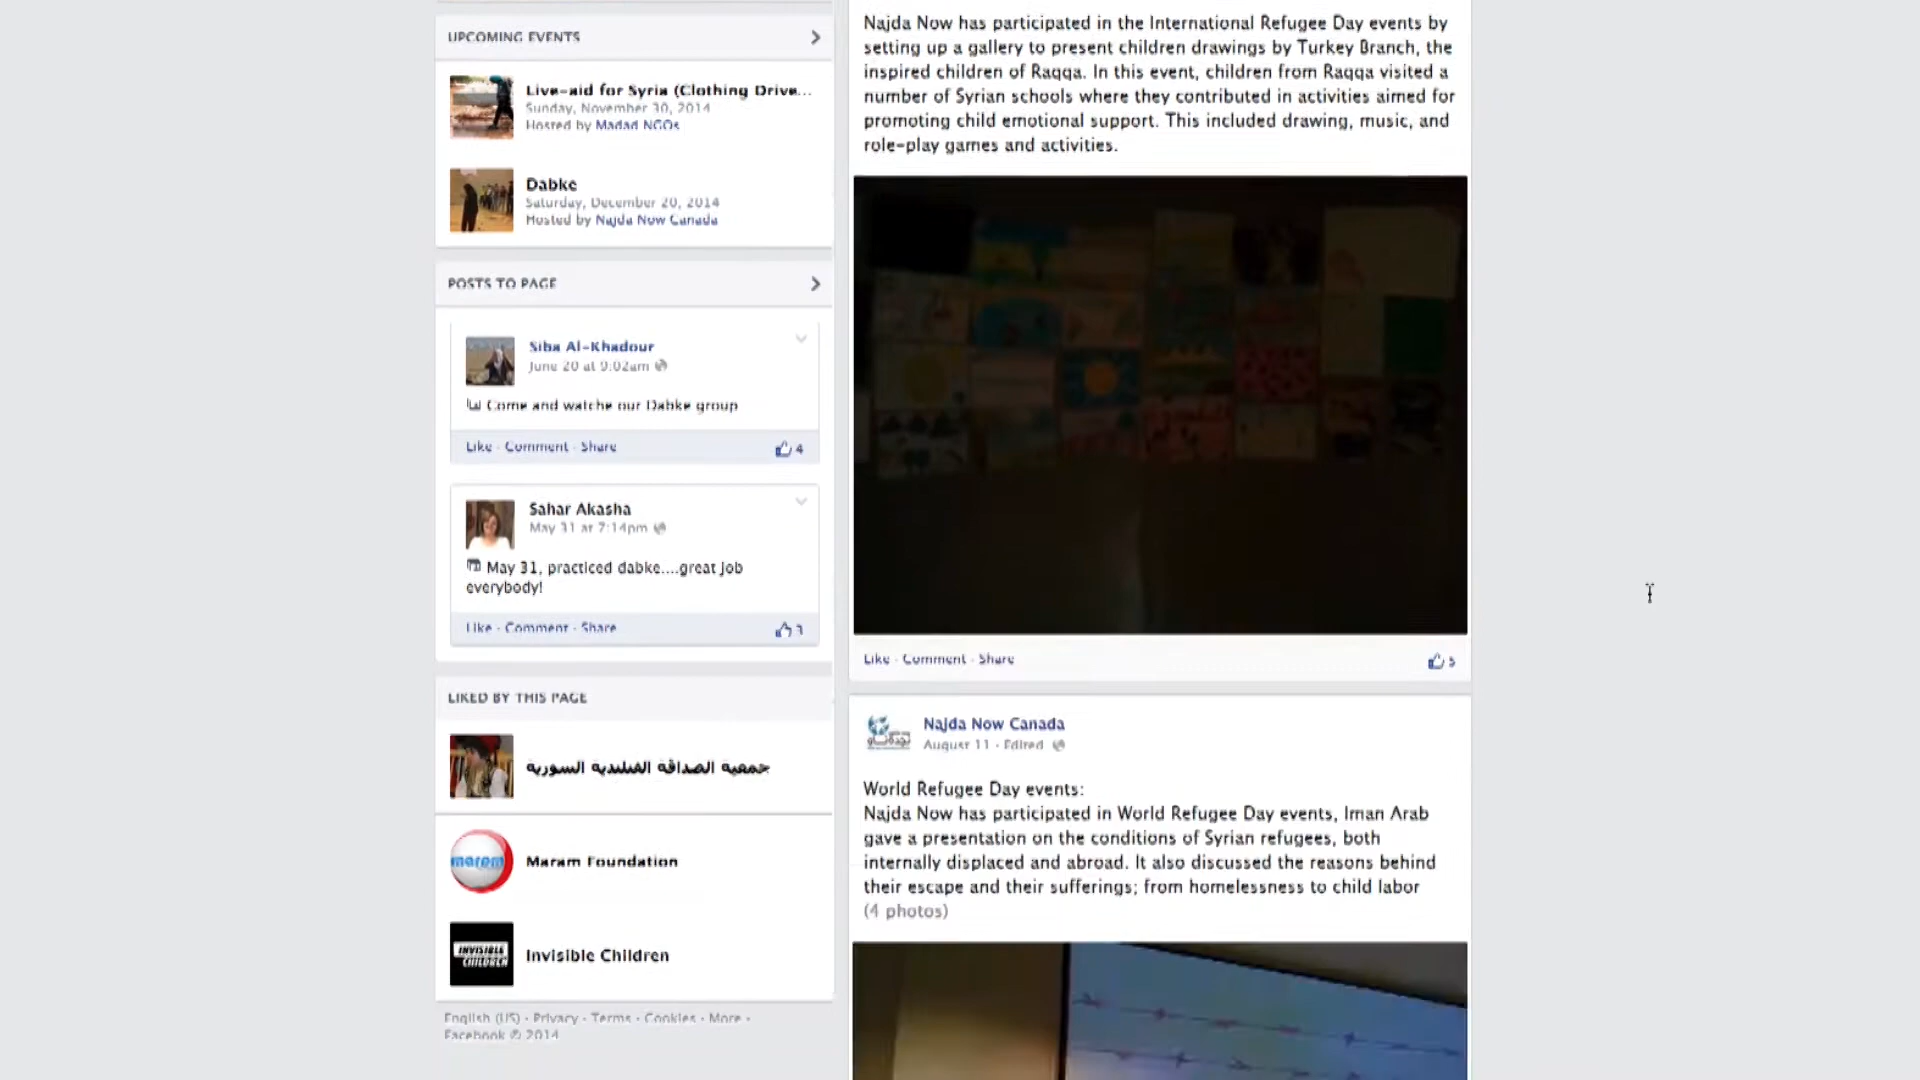 UPCOMING EVENTS
Live-aid for Syria (Clothing Drive...
Sunday, November 30, 2014
Hosted by Madad NGOs
Dabke
Saturday, December 20, 2014
Hosted by Najda Now Canada
POSTS TO PAGE
Siba Al-Khadour
June 20 at 9:02am
Come and watche our Dabke group
Like · Comment · Share
4
Sahar Akasha
May 31 at 7:14pm
May 31, practiced dabke....great job
everybody!
Like · Comment · Share
3
LIKED BY THIS PAGE
جمعية الصداقة الفنلندية السورية
maram
Maram Foundation
INVISIBLE
CHILDREN
Invisible Children
English (US) · Privacy · Terms · Cookies · More ·
Facebook © 2014
Najda Now has participated in the International Refugee Day events by
setting up a gallery to present children drawings by Turkey Branch, the
inspired children of Raqqa. In this event, children from Raqqa visited a
number of Syrian schools where they contributed in activities aimed for
promoting child emotional support. This included drawing, music, and
role-play games and activities.
Like · Comment · Share
5
Najda Now Canada
August 11 · Edited
World Refugee Day events:
Najda Now has participated in World Refugee Day events, Iman Arab
gave a presentation on the conditions of Syrian refugees, both
internally displaced and abroad. It also discussed the reasons behind
their escape and their sufferings; from homelessness to child labor
(4 photos)